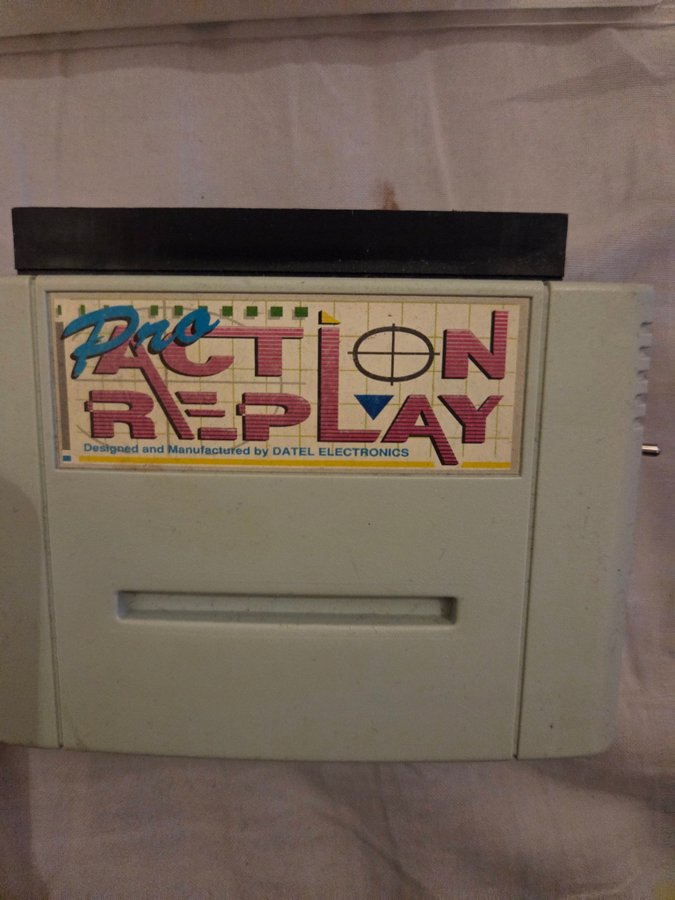 Pro
ACTION
REPLAY
Designed and Manufactured by DATEL ELECTRONICS